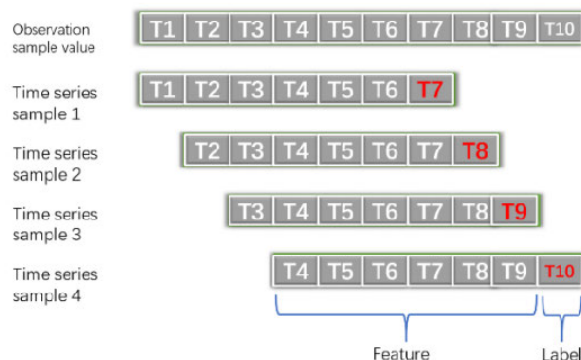 Observation
sample value
T1 T2 T3 T4 T5 T6 T7 T8 T9 T10
Time series
sample 1
T1 T2 T3 T4 T5 T6 T7
Time series
sample 2
T2 T3 T4 T5 T6 T7 T8
Time series
sample 3
T3 T4 T5 T6 T7 T8 T9
Time series
sample 4
T4 T5 T6 T7 T8 T9 T10
Feature Label